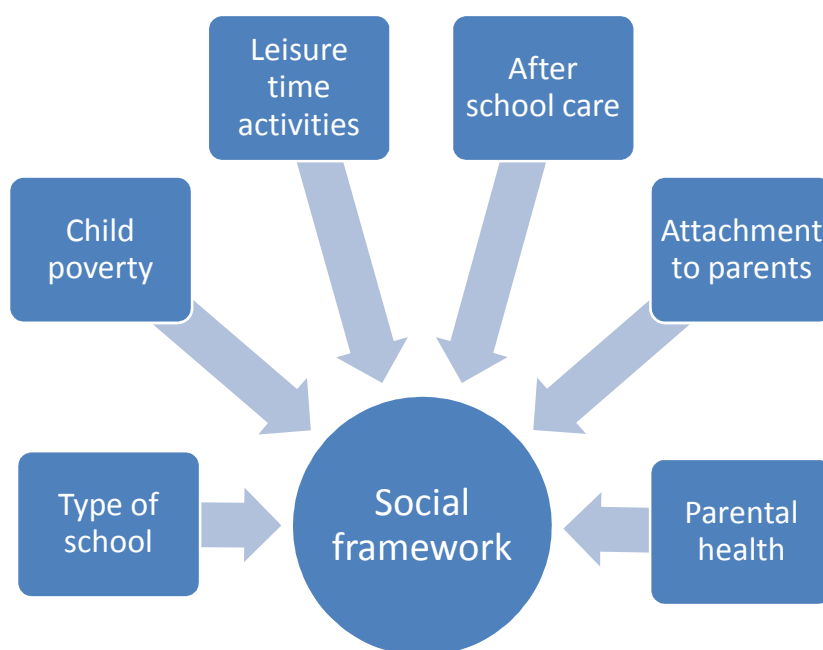 Leisure
time
activities
After
school care
Child
poverty
Attachment
to parents
Type of
school
Social
framework
Parental
health